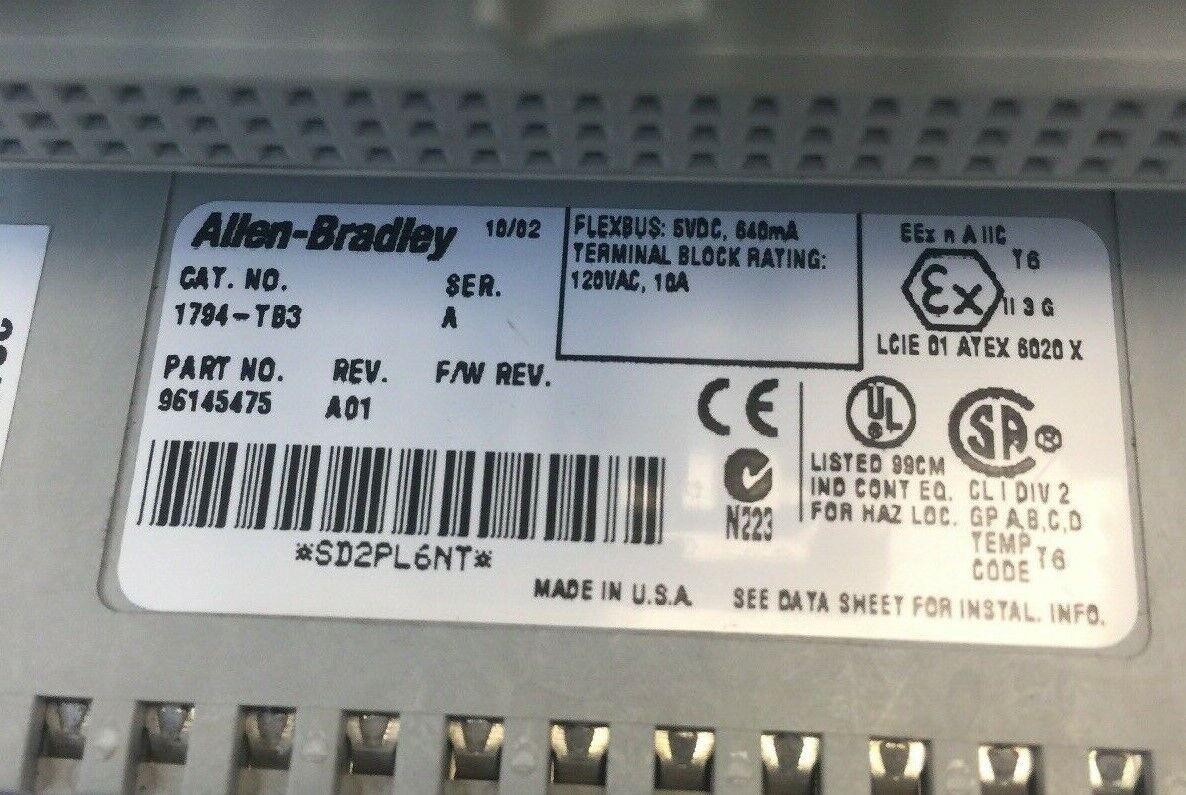 Allen-Bradley 10/02
CAT. NO. SER.
1794-TB3 A
PART NO. REV. F/W REV.
96145475 A01
*SD2PL6NT*
FLEXBUS: 5VDC, 640mA
TERMINAL BLOCK RATING:
120VAC, 10A
EEx n A IIC
T6
Ex II 3 G
LCIE 01 ATEX 6020 X
CE
N223
UL
LISTED 99CM
IND CONT EQ.
FOR HAZ LOC.
SA ®
CL I DIV 2
GP A,B,C,D
TEMP
CODE T6
MADE IN U.S.A. SEE DATA SHEET FOR INSTAL. INFO.